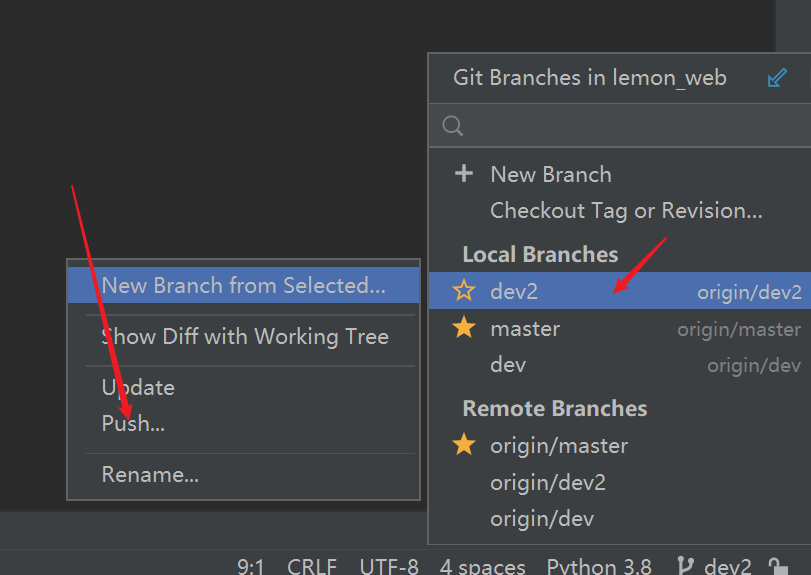 Git Branches in lemon_web
New Branch
Checkout Tag or Revision...
Local Branches
dev2 origin/dev2
master origin/master
dev origin/dev
Remote Branches
origin/master
origin/dev2
origin/dev
New Branch from Selected...
Show Diff with Working Tree
Update
Push...
Rename...
9:1 CRLF UTF-8 4 spaces Python 3.8 dev2